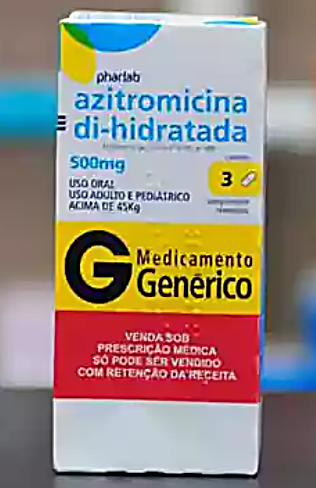 pharlab
azitromicina
di-hidratada
500mg
USO ORAL
USO ADULTO E PEDIÁTRICO
ACIMA DE 45Kg
3
G Medicamento
Genérico
VENDA SOB
PRESCRIÇÃO MÉDICA
SÓ PODE SER VENDIDO
COM RETENÇÃO DA RECEITA